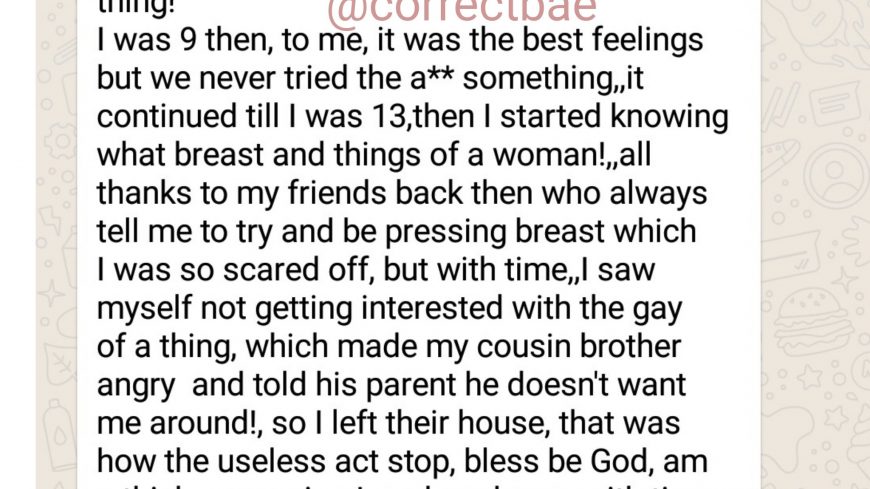 thing!
@correctbae
I was 9 then, to me, it was the best feelings
but we never tried the a** something,,it
continued till I was 13,then I started knowing
what breast and things of a woman!,,all
thanks to my friends back then who always
tell me to try and be pressing breast which
I was so scared off, but with time,,I saw
myself not getting interested with the gay
of a thing, which made my cousin brother
angry  and told his parent he doesn't want
me around!, so I left their house, that was
how the useless act stop, bless be God, am